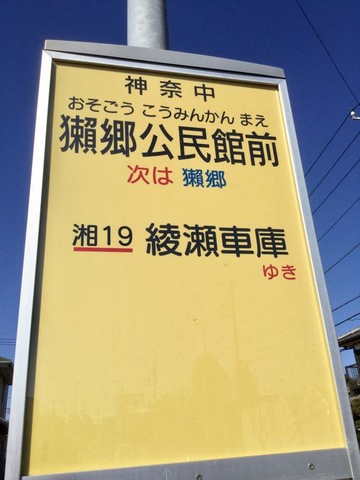 神奈中
おそごう こうみんかん まえ
獺郷公民館前
次は 獺郷
湘19 綾瀬車庫
ゆき